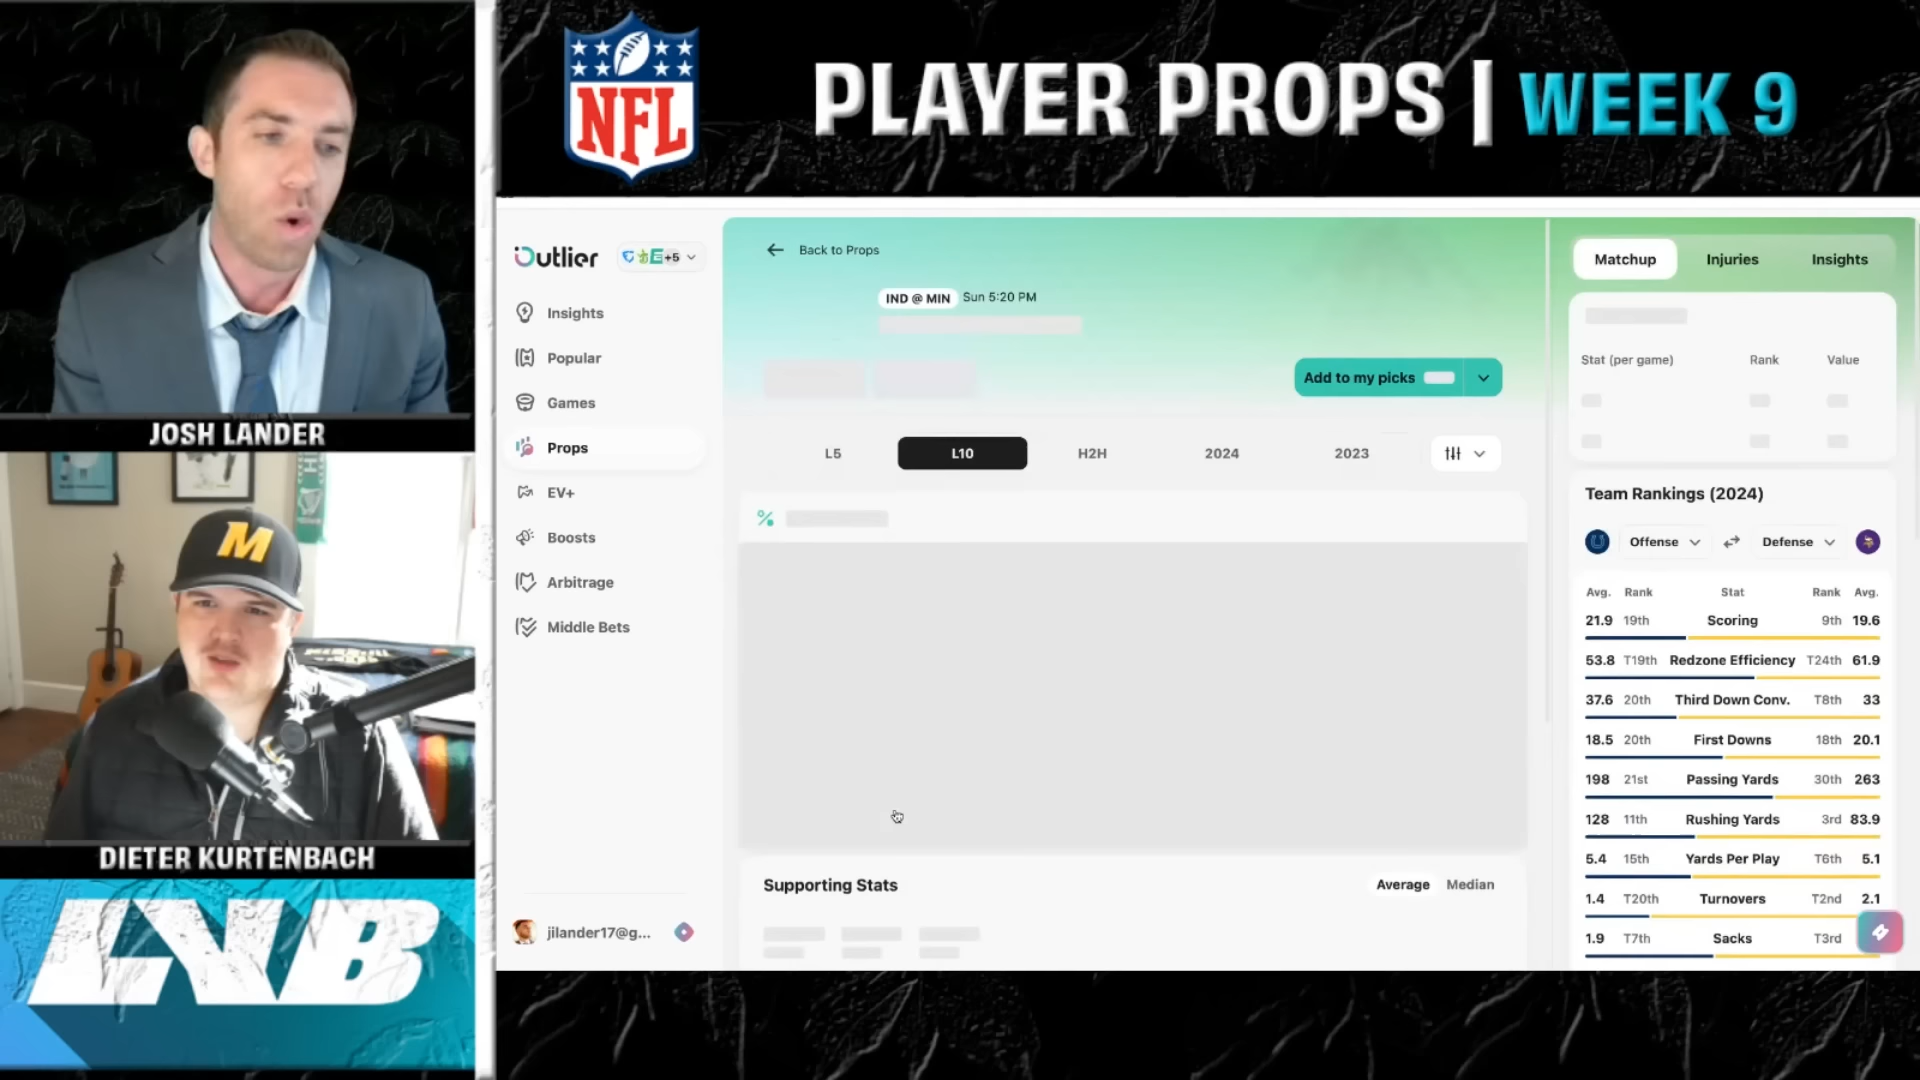 NFL
PLAYER PROPS | WEEK 9
JOSH LANDER
M
DIETER KURTENBACH
LVB
Outlier
+5
Insights
Popular
Games
Props
EV+
Boosts
Arbitrage
Middle Bets
jilander17@g...
Back to Props
IND @ MIN Sun 5:20 PM
Add to my picks
L5 L10 H2H 2024 2023
%
Supporting Stats Average Median
Matchup Injuries Insights
Stat (per game) Rank Value
Team Rankings (2024)
Offense Defense
Avg. Rank Stat Rank Avg.
21.9 19th Scoring 9th 19.6
53.8 T19th Redzone Efficiency T24th 61.9
37.6 20th Third Down Conv. T8th 33
18.5 20th First Downs 18th 20.1
198 21st Passing Yards 30th 263
128 11th Rushing Yards 3rd 83.9
5.4 15th Yards Per Play T6th 5.1
1.4 T20th Turnovers T2nd 2.1
1.9 T7th Sacks T3rd